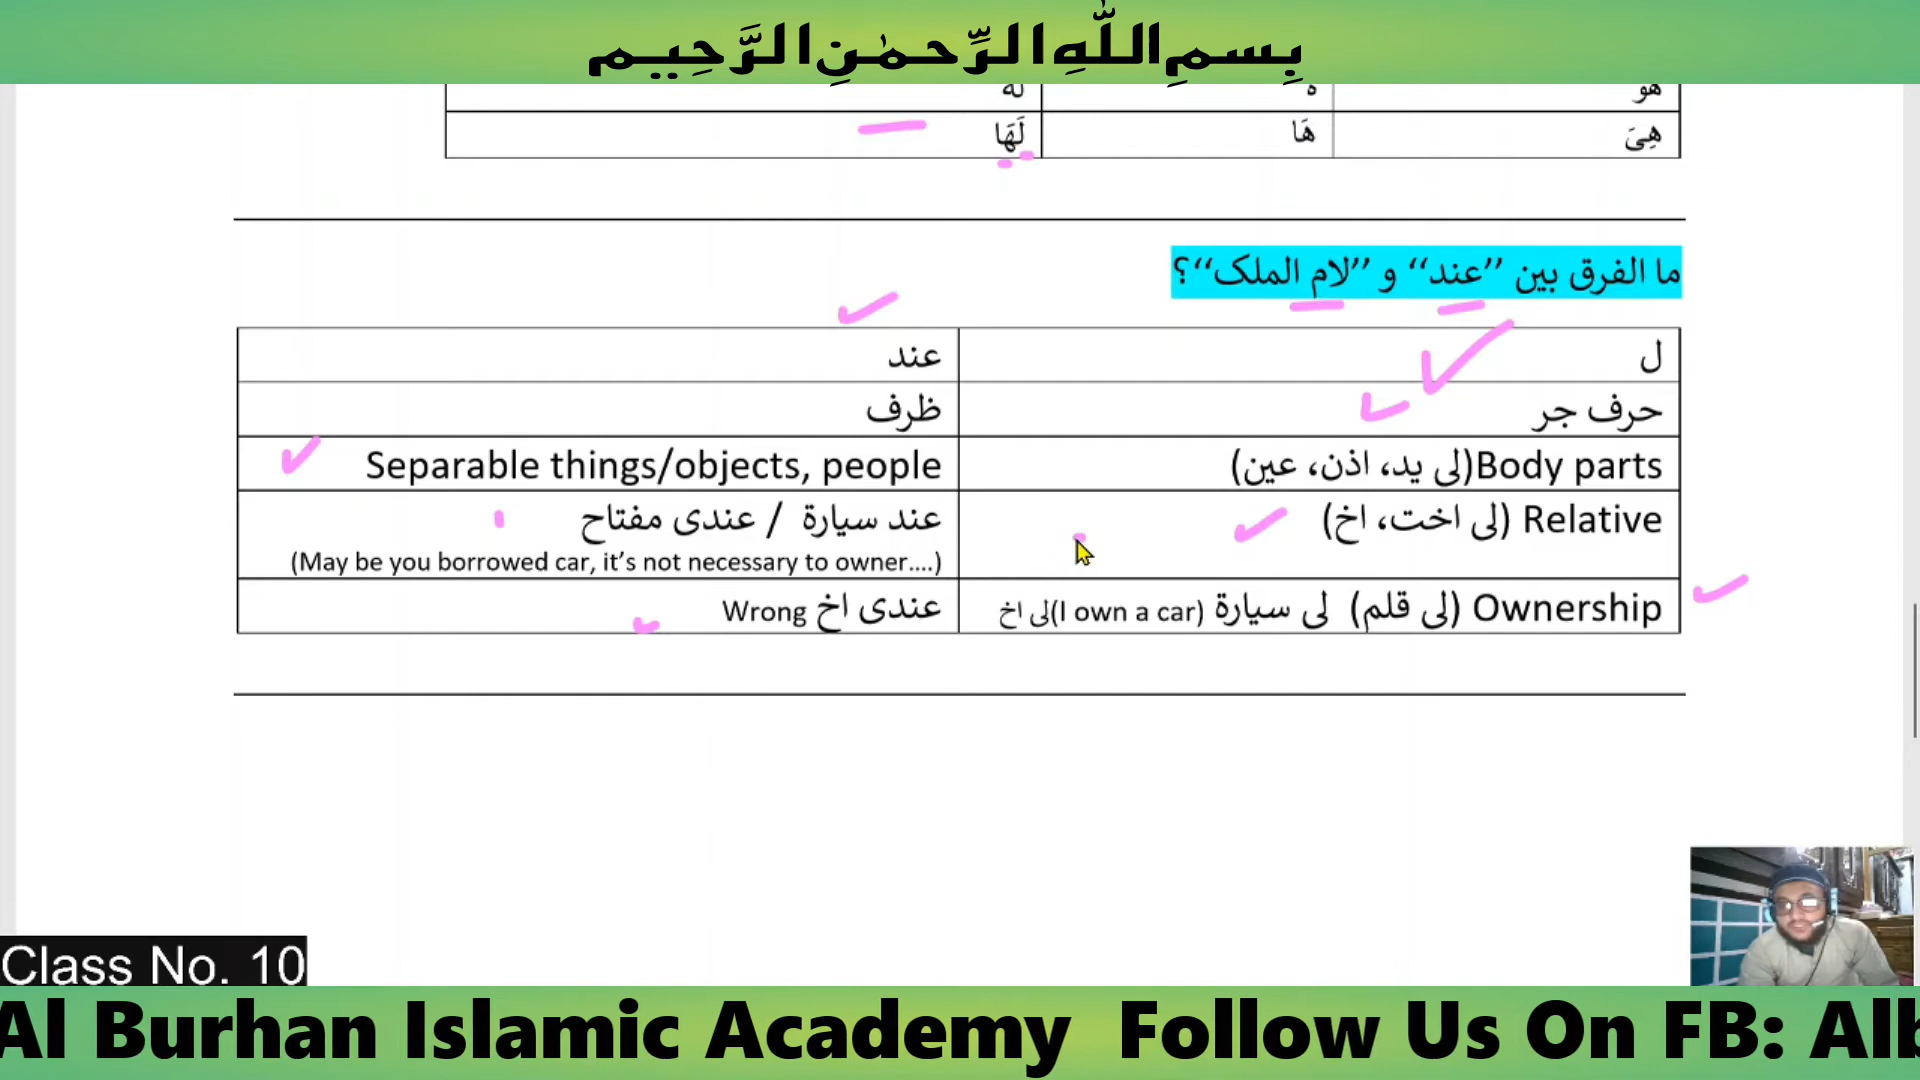 بِسمِ اللّٰهِ الرَّحمٰنِ الرَّحِيم
هو ه له
هِیَ هَا لَهَا
ما الفرق بين ’’عند‘‘ و ’’لام الملک‘‘؟
ل عند
حرف جر ظرف
Body parts(لی ید، اذن، عین) Separable things/objects, people
Relative (لی اخت، اخ) عند سیارة / عندی مفتاح
(May be you borrowed car, it’s not necessary to owner....)
Ownership (لی قلم) لی سیارة (I own a car)لی اخ عندی اخ Wrong
Class No. 10
Al Burhan Islamic Academy Follow Us On FB: Alb